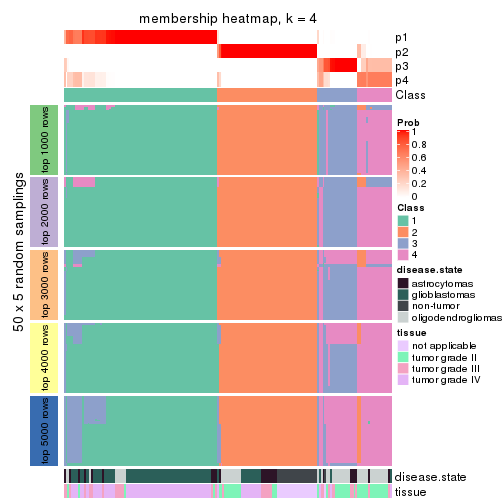 membership heatmap, k = 4
p1
p2
p3
p4
Class
50 x 5 random samplings
top 1000 rows
top 2000 rows
top 3000 rows
top 4000 rows
top 5000 rows
disease.state
tissue
Prob
1
0.8
0.6
0.4
0.2
0
Class
1
2
3
4
disease.state
astrocytomas
glioblastomas
non-tumor
oligodendrogliomas
tissue
not applicable
tumor grade II
tumor grade III
tumor grade IV